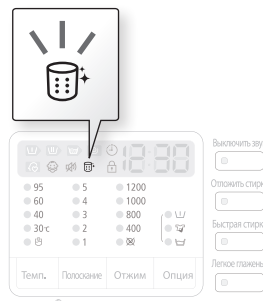 12:30
Выключить зву
95 5 1200
Отложить стирк
60 4 1000
40 3 800
Быстрая стирк
30°c 2 400
1
Легкое глажень
Темп. Полоскание Отжим Опция